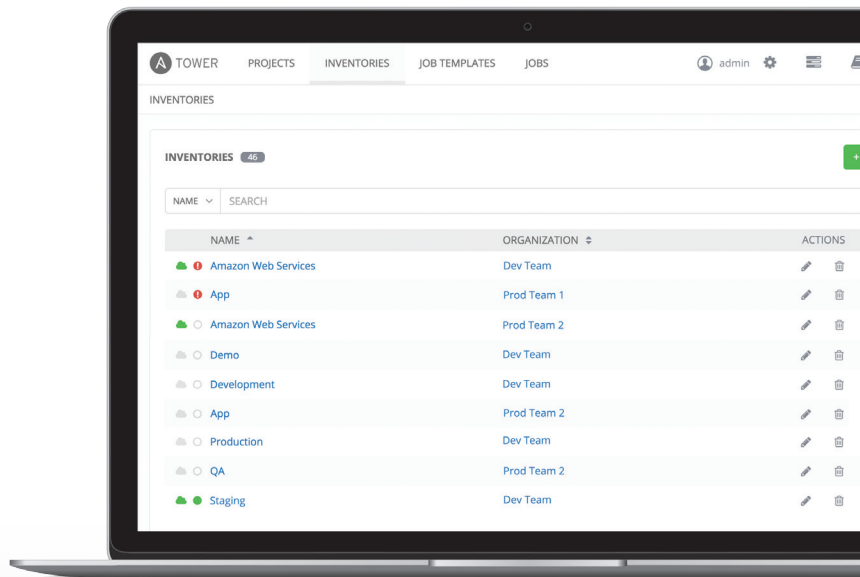 A TOWER PROJECTS INVENTORIES JOB TEMPLATES JOBS admin
INVENTORIES
INVENTORIES 46
+
NAME SEARCH
NAME ORGANIZATION ACTIONS
Amazon Web Services Dev Team
App Prod Team 1
Amazon Web Services Prod Team 2
Demo Dev Team
Development Dev Team
App Prod Team 2
Production Dev Team
QA Prod Team 2
Staging Dev Team